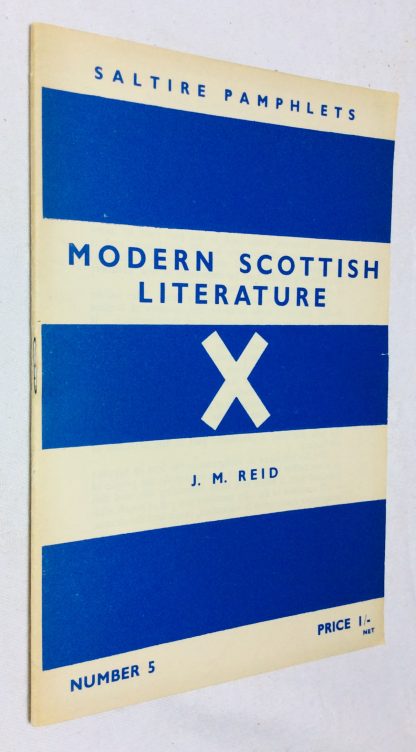 SALTIRE PAMPHLETS
MODERN SCOTTISH
LITERATURE
J. M. REID
PRICE 1/-
NET
NUMBER 5